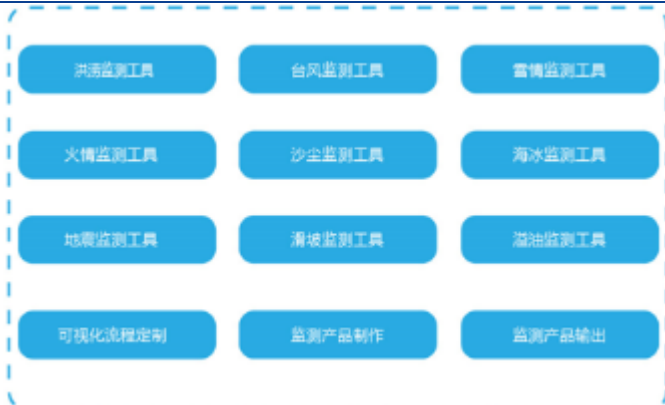 洪涝监测工具
台风监测工具
雪情监测工具
火情监测工具
沙尘监测工具
海冰监测工具
地震监测工具
滑坡监测工具
溢油监测工具
可视化流程定制
监测产品制作
监测产品输出